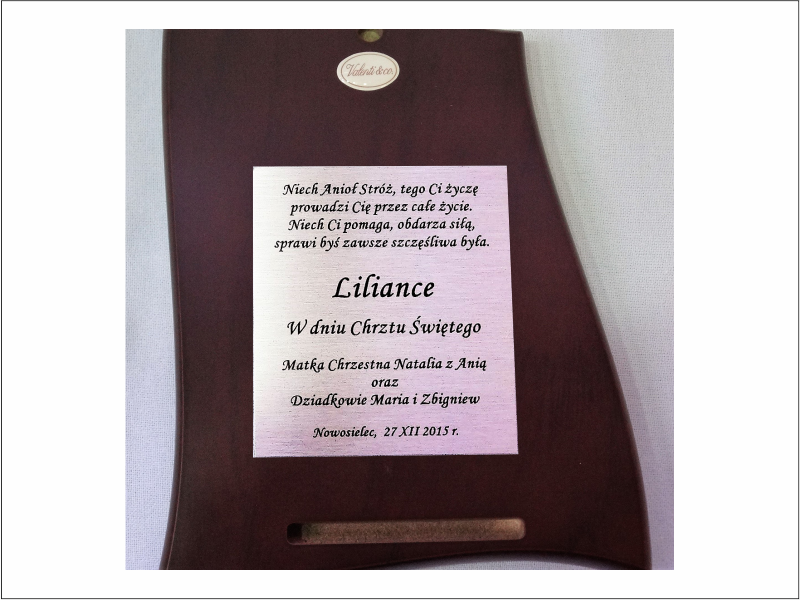 Valenti & co.
Niech Anioł Stróż, tego Ci życzę
prowadzi Cię przez całe życie.
Niech Ci pomaga, obdarza siłą,
sprawi byś zawsze szczęśliwa była.
Liliance
W dniu Chrztu Świętego
Matka Chrzestna Natalia z Anią
oraz
Dziadkowie Maria i Zbigniew
Nowosielec, 27 XII 2015 r.